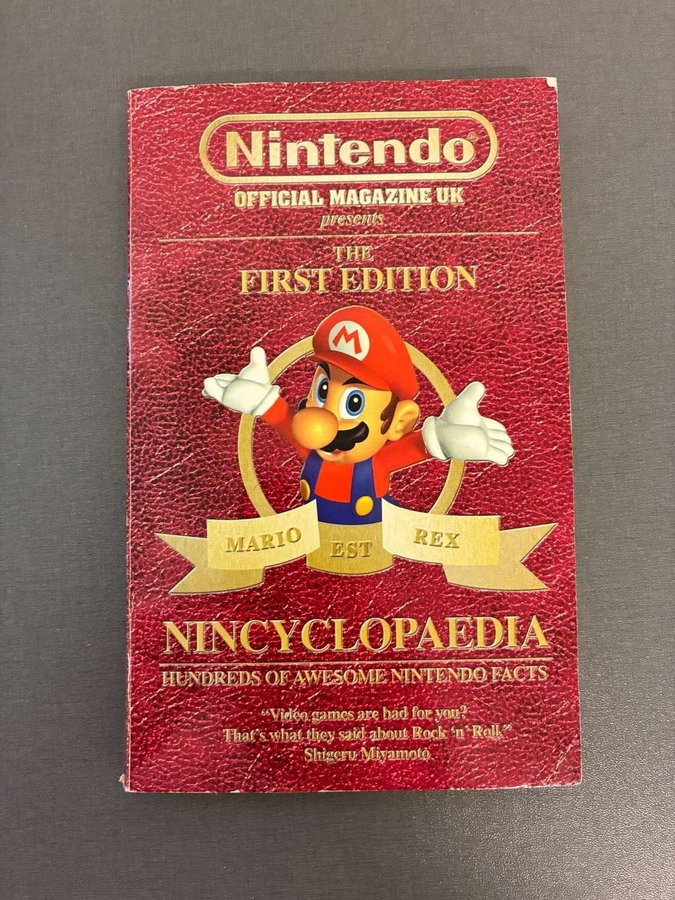 Nintendo®
OFFICIAL MAGAZINE UK
presents
THE
FIRST EDITION
M
MARIO EST REX
NINCYCLOPAEDIA
HUNDREDS OF AWESOME NINTENDO FACTS
“Video games are bad for you?
That's what they said about Rock 'n' Roll.”
Shigeru Miyamoto